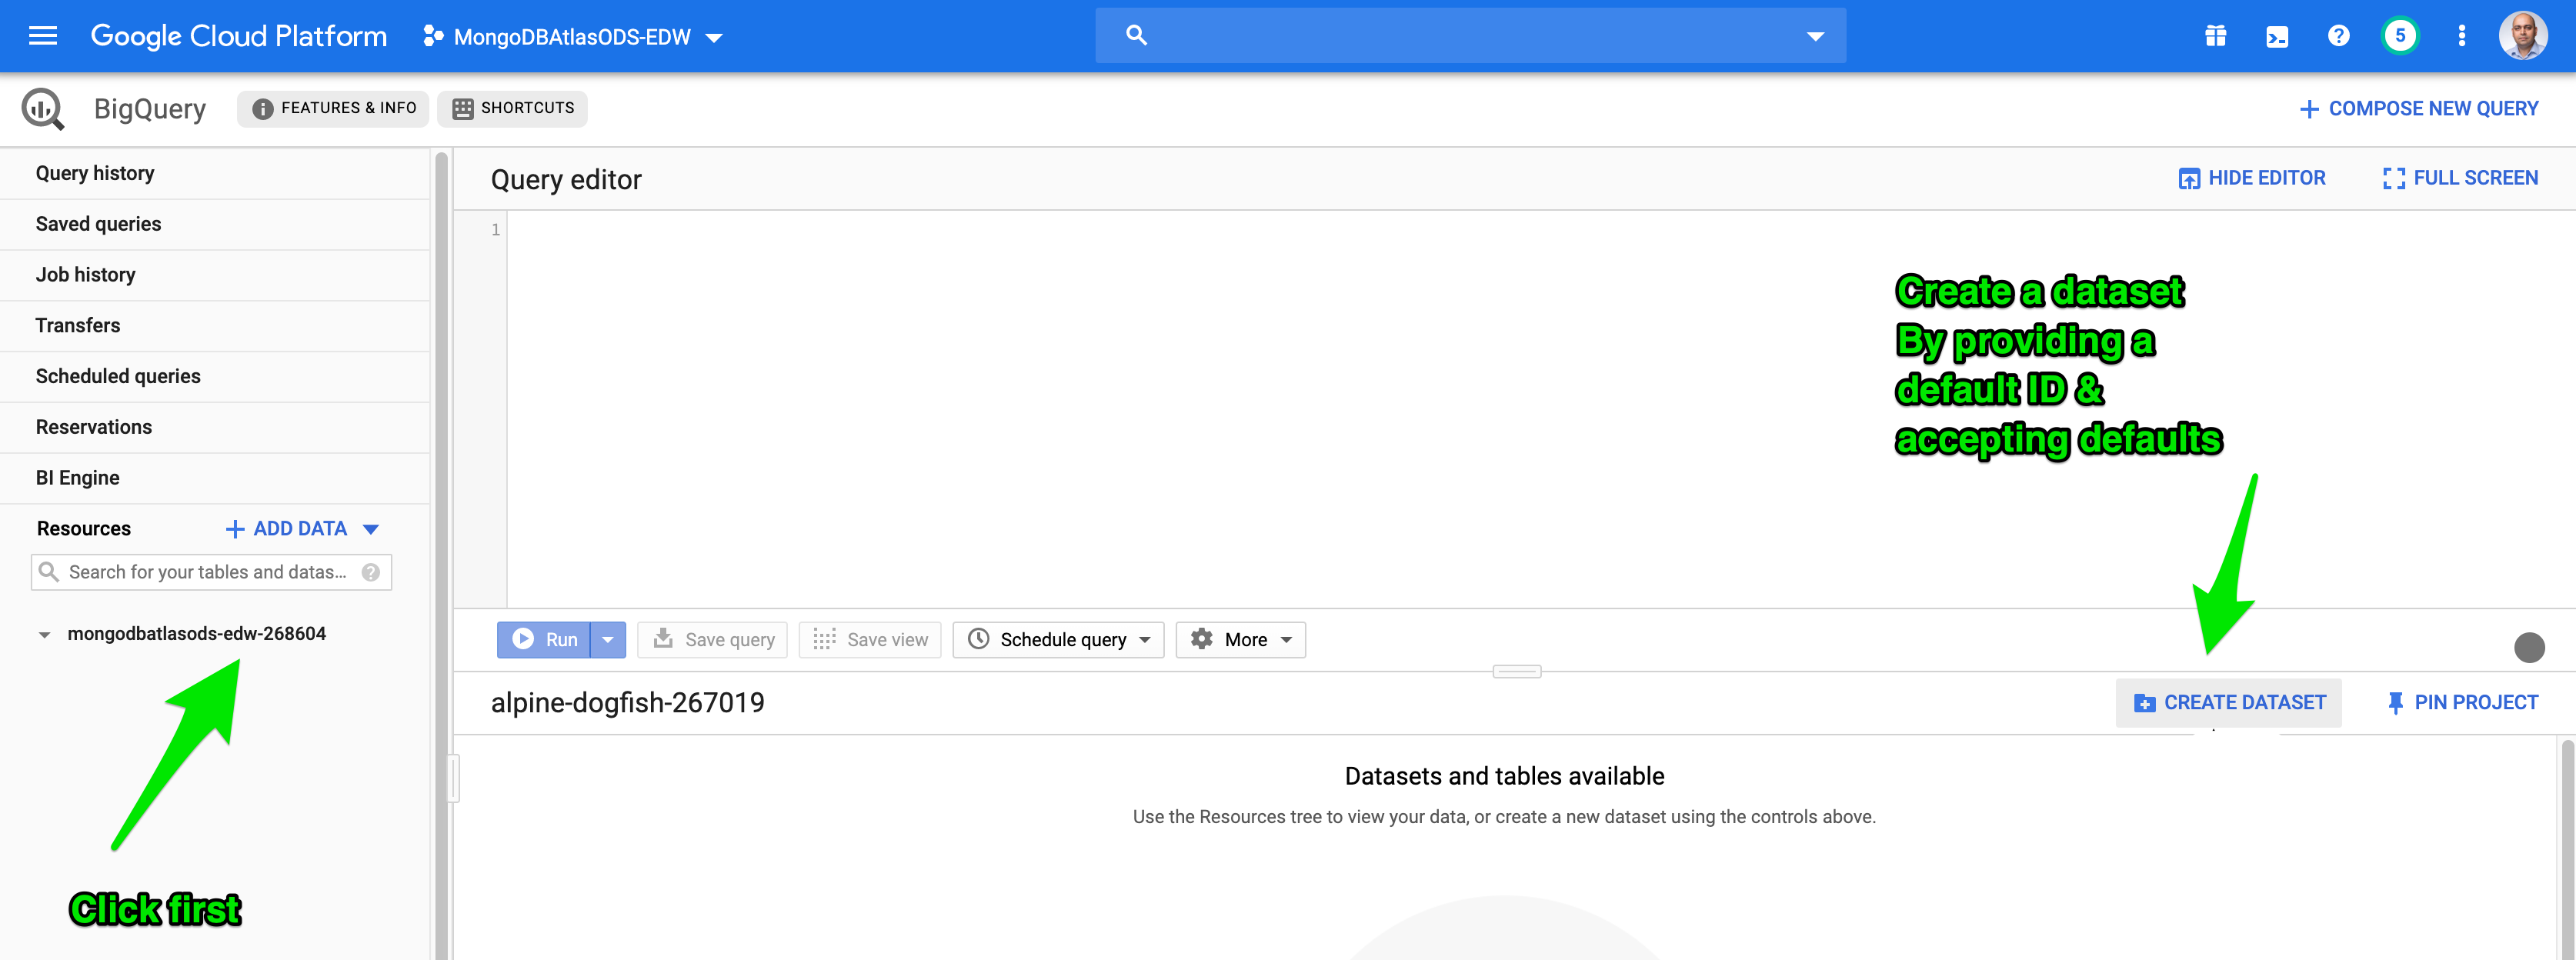 Google Cloud Platform
MongoDBAtlasODS-EDW
5
BigQuery
FEATURES & INFO
SHORTCUTS
COMPOSE NEW QUERY
Query history
Saved queries
Job history
Transfers
Scheduled queries
Reservations
BI Engine
Resources
ADD DATA
Search for your tables and datas...
mongodbatlasods-edw-268604
Click first
Query editor
HIDE EDITOR
FULL SCREEN
1
Create a dataset
By providing a
default ID &
accepting defaults
Run
Save query
Save view
Schedule query
More
alpine-dogfish-267019
CREATE DATASET
PIN PROJECT
Datasets and tables available
Use the Resources tree to view your data, or create a new dataset using the controls above.